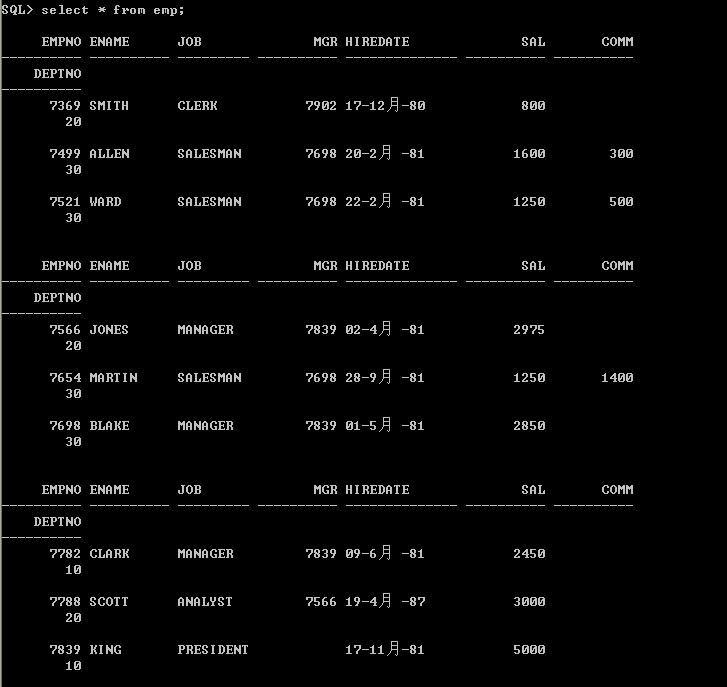 SQL> select * from emp;
EMPNO ENAME JOB MGR HIREDATE SAL COMM
---------- ---------- --------- ---------- -------------- ---------- ----------
DEPTNO
----------
7369 SMITH CLERK 7902 17-12月-80 800
20
7499 ALLEN SALESMAN 7698 20-2月 -81 1600 300
30
7521 WARD SALESMAN 7698 22-2月 -81 1250 500
30
EMPNO ENAME JOB MGR HIREDATE SAL COMM
---------- ---------- --------- ---------- -------------- ---------- ----------
DEPTNO
----------
7566 JONES MANAGER 7839 02-4月 -81 2975
20
7654 MARTIN SALESMAN 7698 28-9月 -81 1250 1400
30
7698 BLAKE MANAGER 7839 01-5月 -81 2850
30
EMPNO ENAME JOB MGR HIREDATE SAL COMM
---------- ---------- --------- ---------- -------------- ---------- ----------
DEPTNO
----------
7782 CLARK MANAGER 7839 09-6月 -81 2450
10
7788 SCOTT ANALYST 7566 19-4月 -87 3000
20
7839 KING PRESIDENT 17-11月-81 5000
10